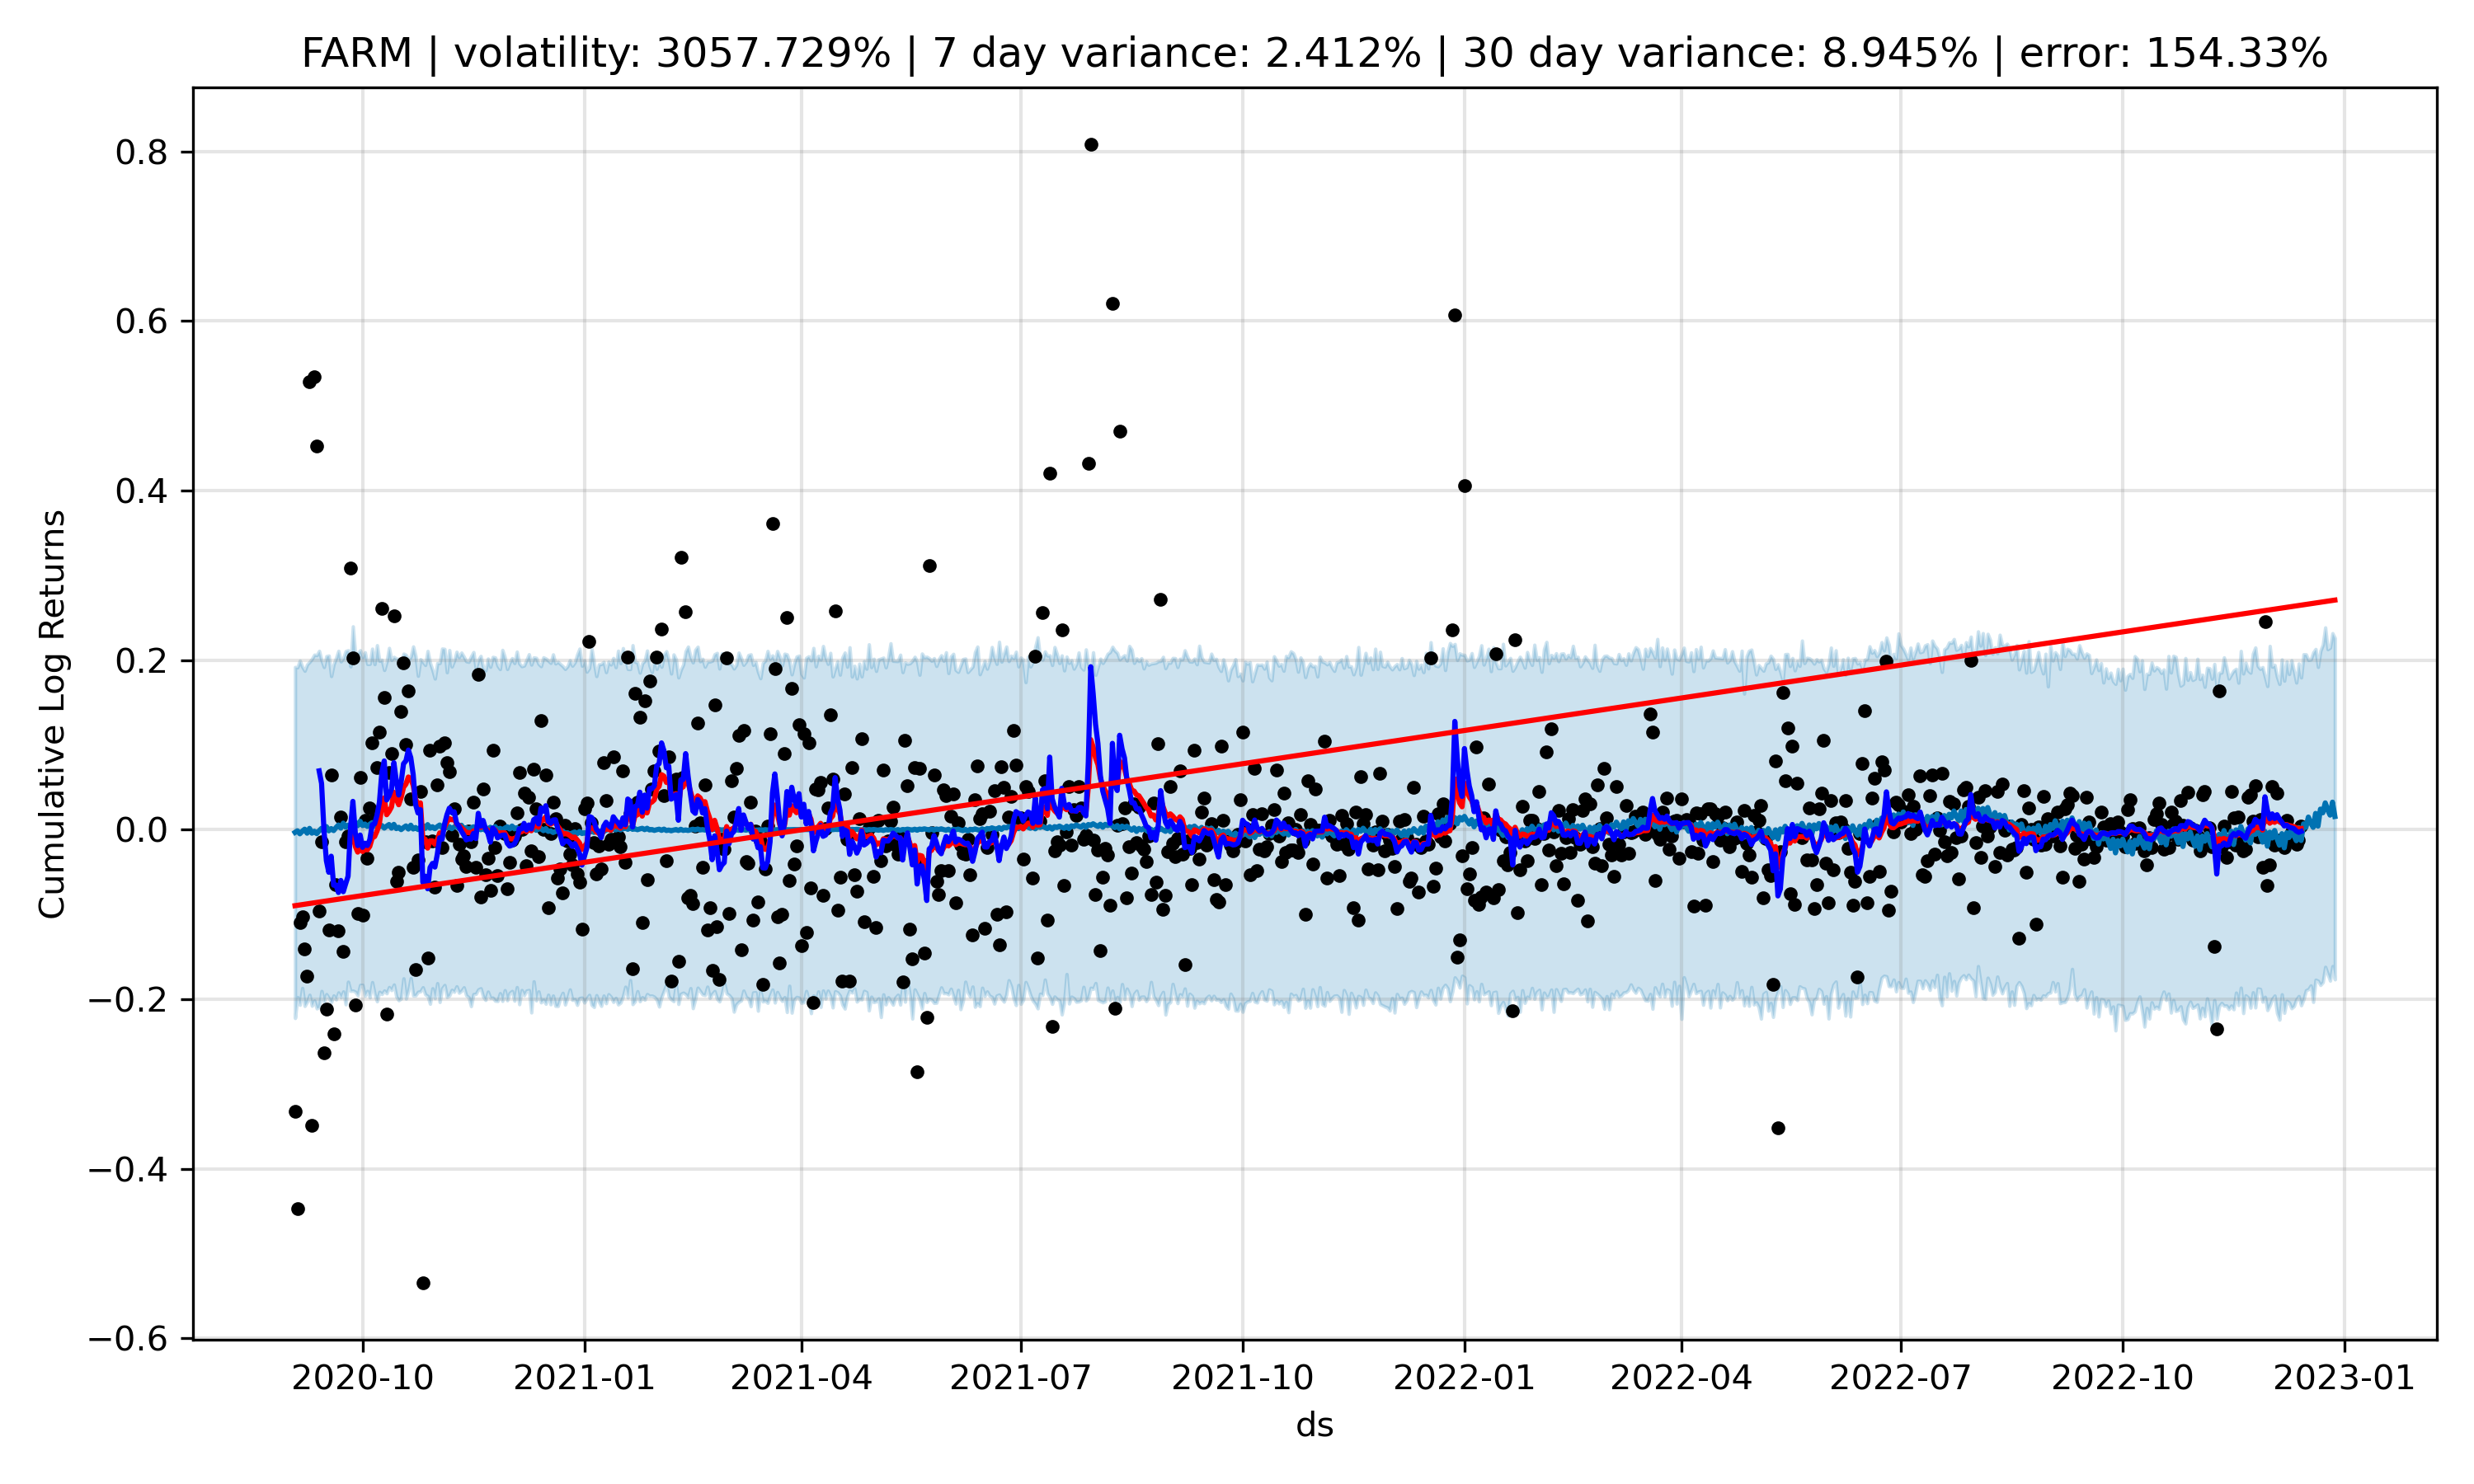 FARM | volatility: 3057.729% | 7 day variance: 2.412% | 30 day variance: 8.945% | error: 154.33%
Cumulative Log Returns
0.8
0.6
0.4
0.2
0.0
−0.2
−0.4
−0.6
2020-10 2021-01 2021-04 2021-07 2021-10 2022-01 2022-04 2022-07 2022-10 2023-01
ds